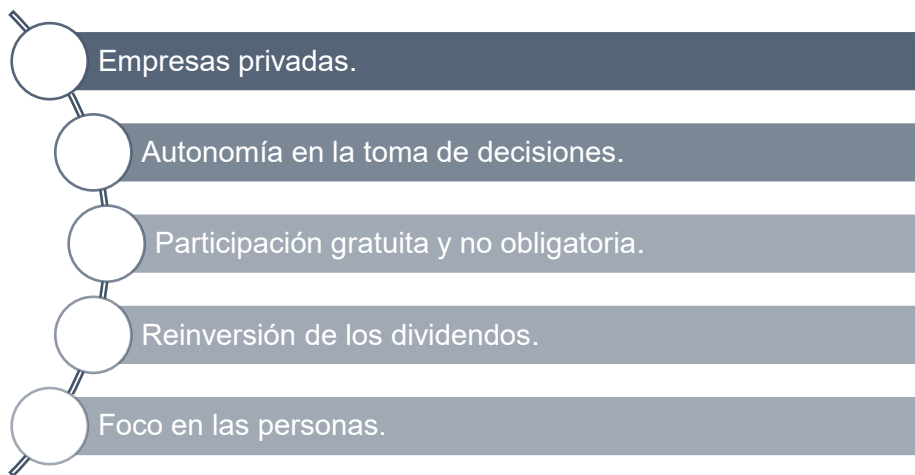 Empresas privadas.
Autonomía en la toma de decisiones.
Participación gratuita y no obligatoria.
Reinversión de los dividendos.
Foco en las personas.